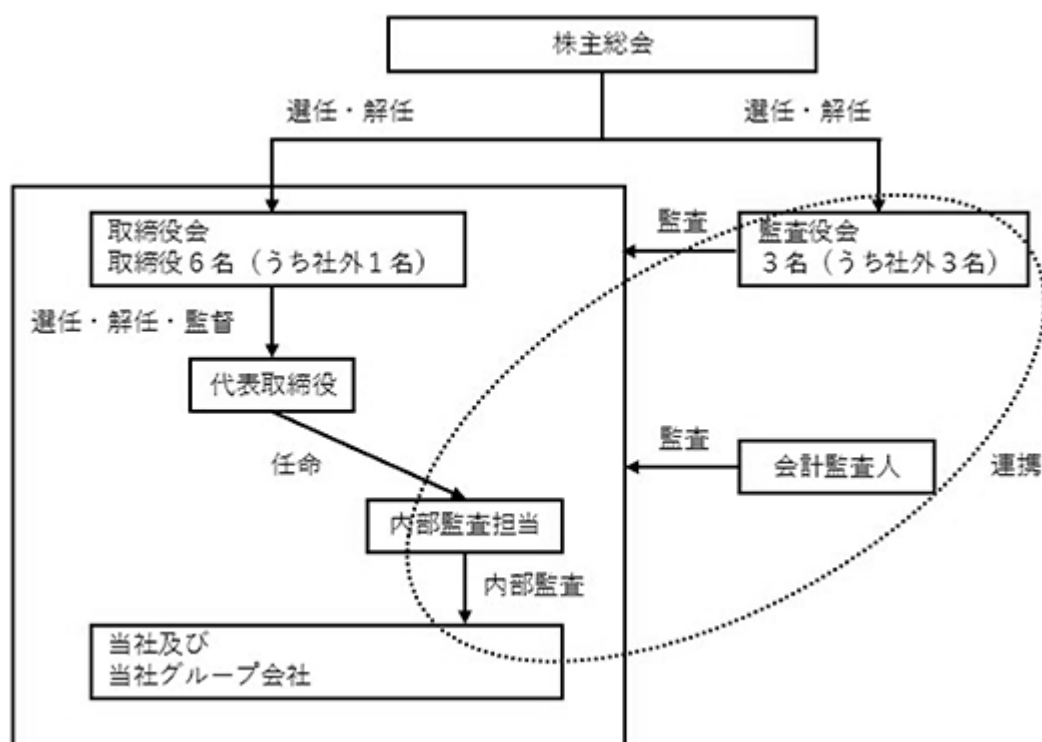 株主総会
選任・解任
選任・解任
取締役会
取締役６名（うち社外１名）
監査
監査役会
３名（うち社外３名）
選任・解任・監督
代表取締役
任命
監査
会計監査人
連携
内部監査担当
内部監査
当社及び
当社グループ会社